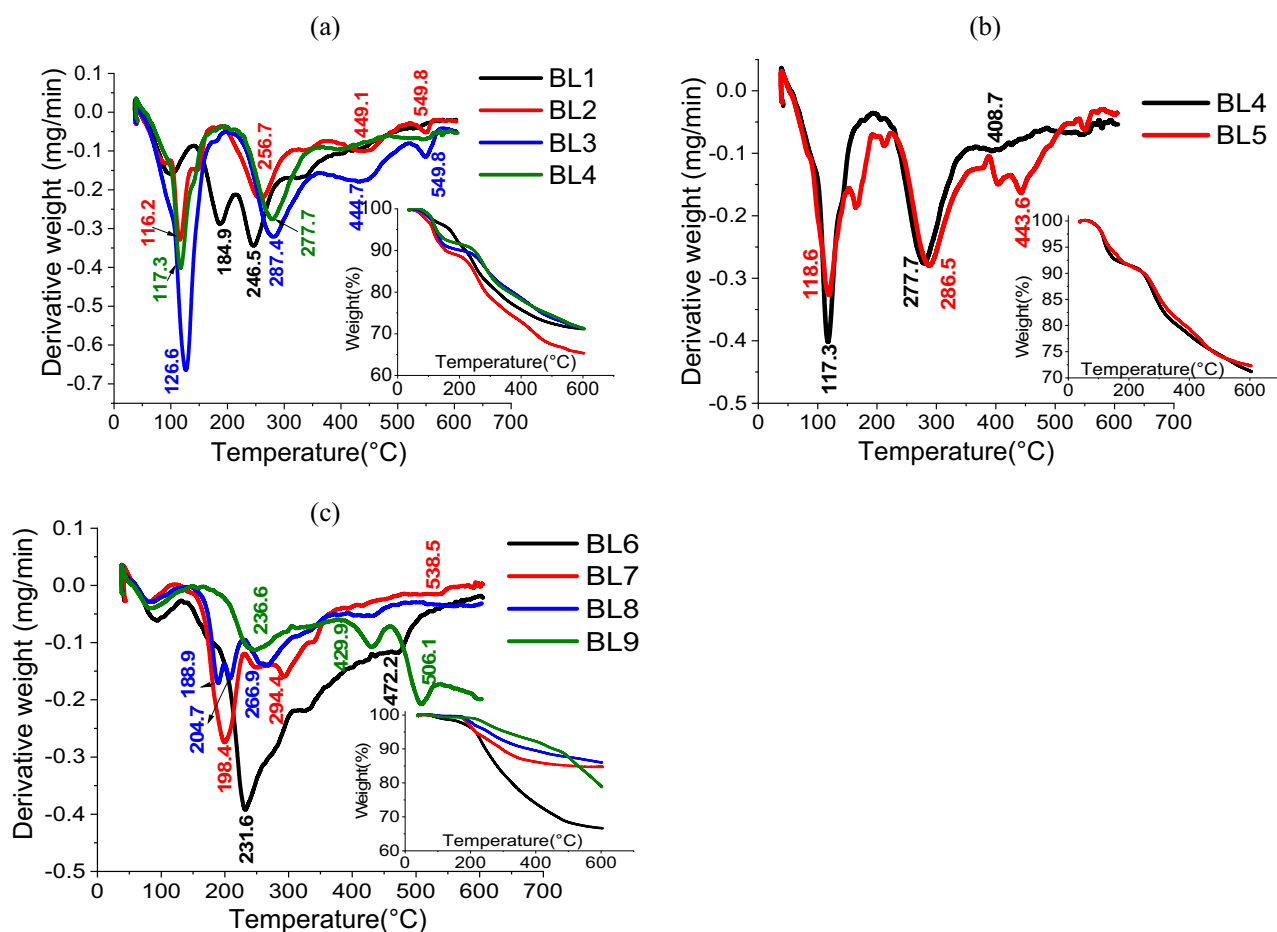 (a)
0.1
0.0
-0.1
-0.2
-0.3
-0.4
-0.5
-0.6
-0.7
Derivative weight (mg/min)
0 100 200 300 400 500 600 700
Temperature(°C)
BL1
BL2
BL3
BL4
116.2
117.3
126.6
184.9
246.5
256.7
287.4
277.7
449.1
444.7
549.8
549.8
100
90
80
70
60
Weight(%)
Temperature(°C)
0 200 400 600
(b)
0.0
-0.1
-0.2
-0.3
-0.4
-0.5
Derivative weight (mg/min)
0 100 200 300 400 500 600 700
Temperature(°C)
BL4
BL5
118.6
117.3
277.7
286.5
408.7
443.6
100
95
90
85
80
75
70
Weight(%)
Temperature(°C)
0 200 400 600
(c)
0.1
0.0
-0.1
-0.2
-0.3
-0.4
-0.5
Derivative weight (mg/min)
0 100 200 300 400 500 600 700
Temperature(°C)
BL6
BL7
BL8
BL9
188.9
204.7
198.4
231.6
236.6
266.9
294.4
429.9
472.2
506.1
538.5
100
90
80
70
60
Weight(%)
Temperature(°C)
0 200 400 600